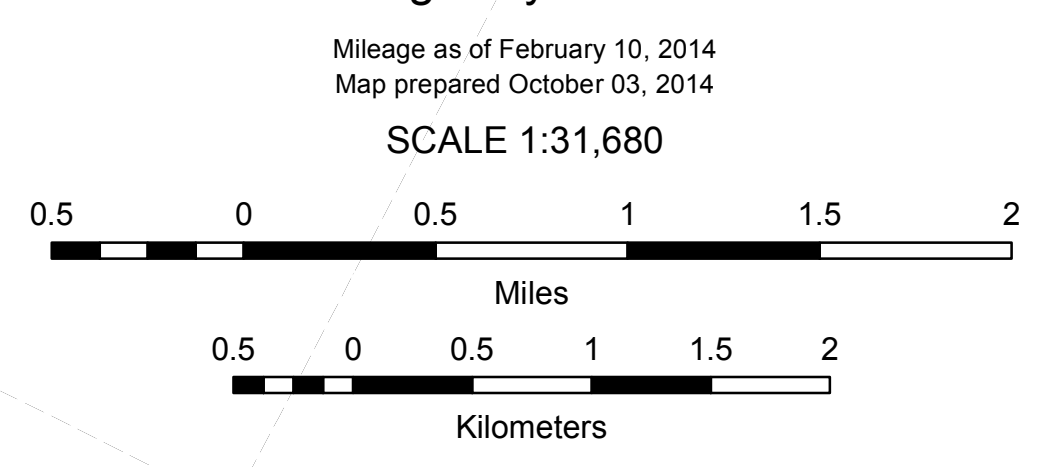 Mileage as of February 10, 2014
Map prepared October 03, 2014
SCALE 1:31,680
0.5 0 0.5 1 1.5 2
Miles
0.5 0 0.5 1 1.5 2
Kilometers